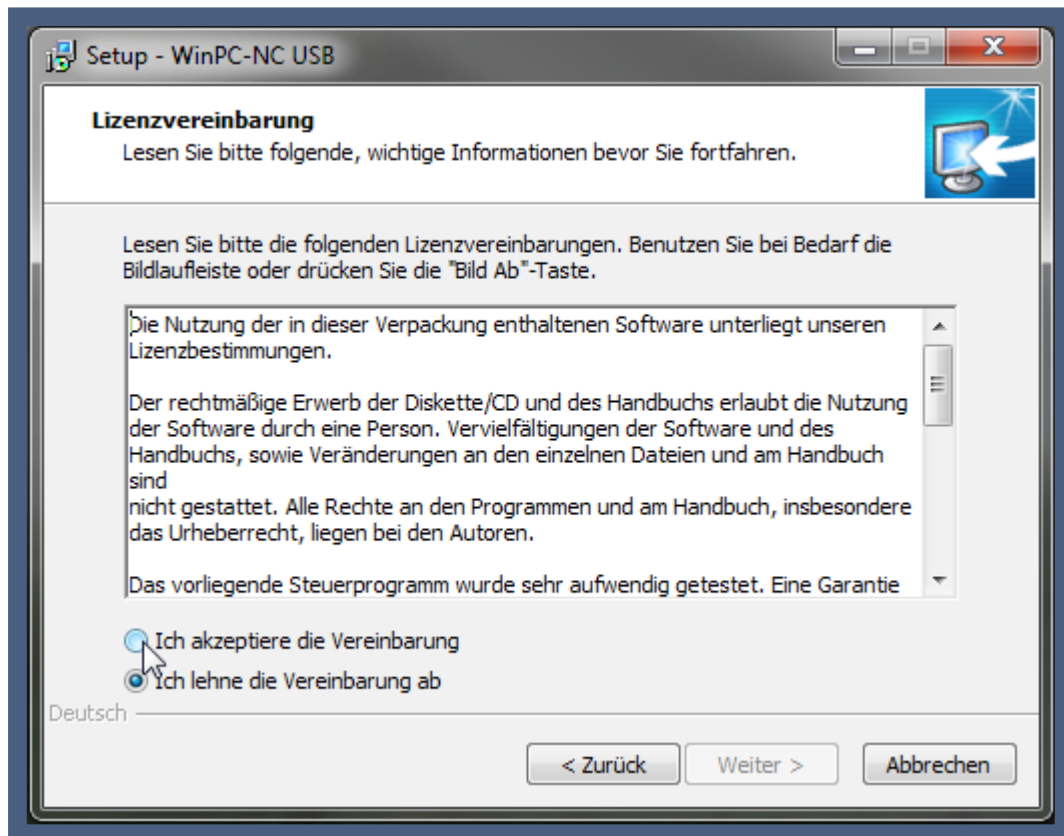 Setup - WinPC-NC USB
Lizenzvereinbarung
Lesen Sie bitte folgende, wichtige Informationen bevor Sie fortfahren.
Lesen Sie bitte die folgenden Lizenzvereinbarungen. Benutzen Sie bei Bedarf die
Bildlaufleiste oder drücken Sie die "Bild Ab"-Taste.
Die Nutzung der in dieser Verpackung enthaltenen Software unterliegt unseren
Lizenzbestimmungen.
Der rechtmäßige Erwerb der Diskette/CD und des Handbuchs erlaubt die Nutzung
der Software durch eine Person. Vervielfältigungen der Software und des
Handbuchs, sowie Veränderungen an den einzelnen Dateien und am Handbuch
sind
nicht gestattet. Alle Rechte an den Programmen und am Handbuch, insbesondere
das Urheberrecht, liegen bei den Autoren.
Das vorliegende Steuerprogramm wurde sehr aufwendig getestet. Eine Garantie
Ich akzeptiere die Vereinbarung
Ich lehne die Vereinbarung ab
Deutsch
< Zurück
Weiter >
Abbrechen